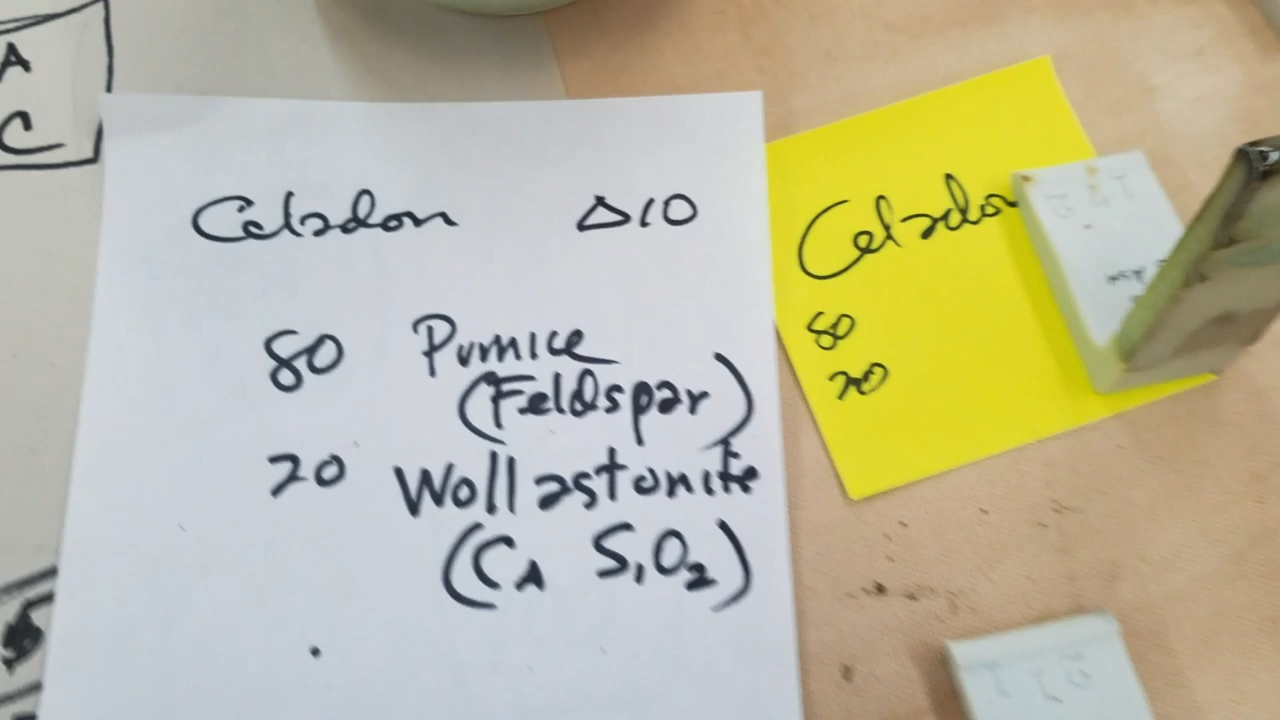 A
C
Celadon Δ10
80 Pumice
(Feldspar)
20 Wollastonite
(CA SiO2)
Celadon
80
20